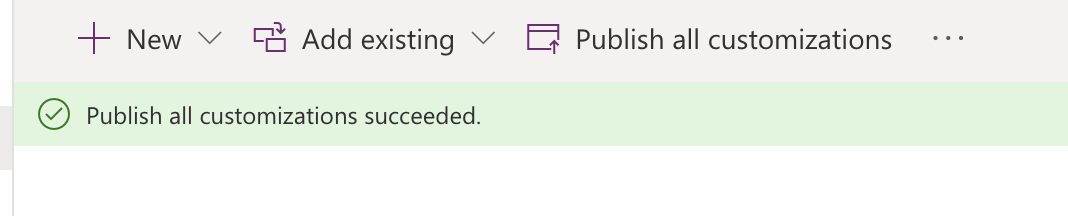 New Add existing Publish all customizations ...
Publish all customizations succeeded.